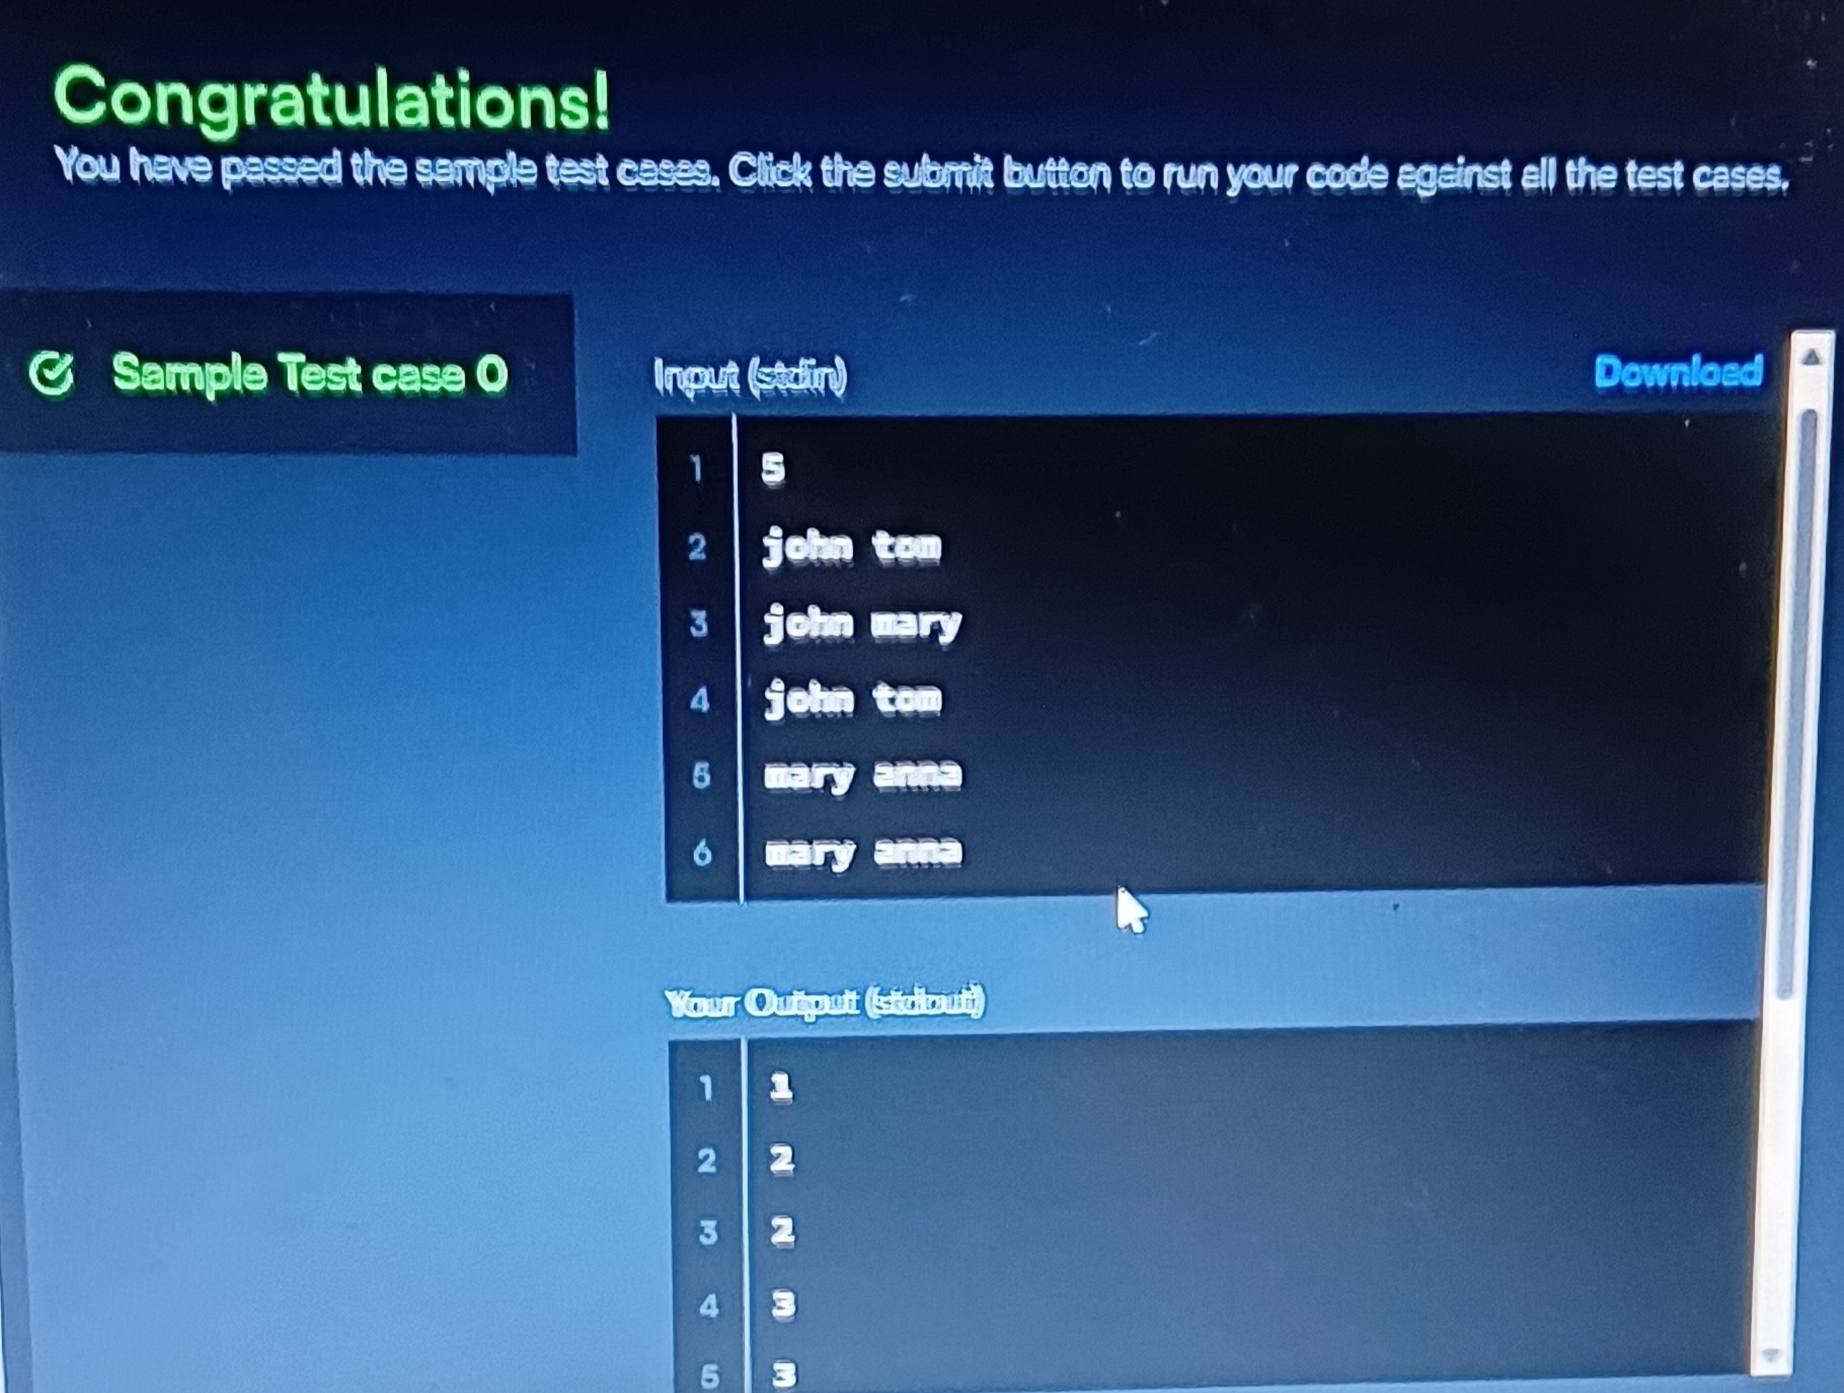 Congratulations!
You have passed the sample test cases. Click the submit button to run your code against all the test cases.
Sample Test case 0
Input (stdin)
Download
1 5
2 john tom
3 john mary
4 john tom
5 mary anna
6 mary anna
Your Output (stdout)
1 1
2 2
3 2
4 3
5 3